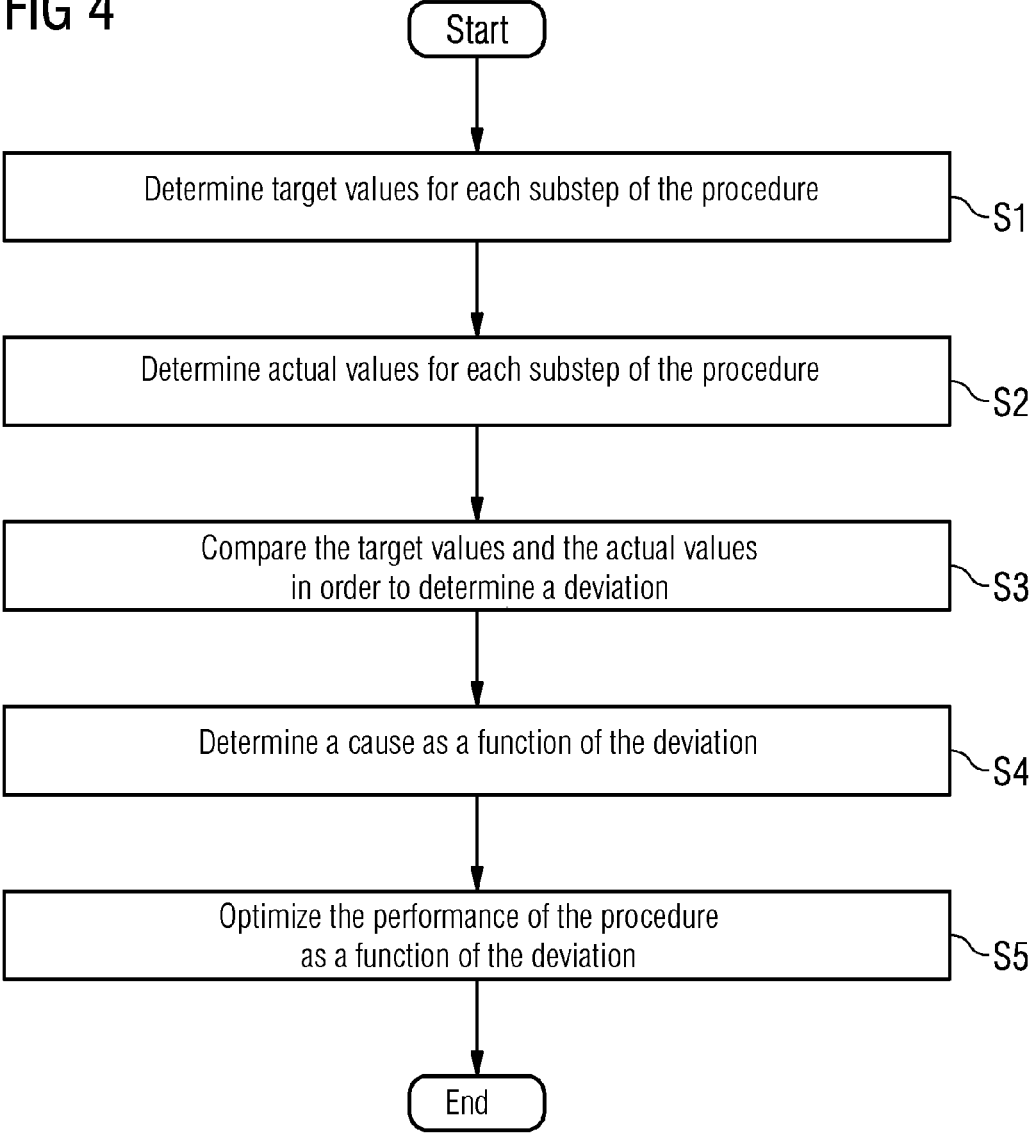 FIG 4
Start
Determine target values for each substep of the procedure
S1
Determine actual values for each substep of the procedure
S2
Compare the target values and the actual values
in order to determine a deviation
S3
Determine a cause as a function of the deviation
S4
Optimize the performance of the procedure
as a function of the deviation
S5
End